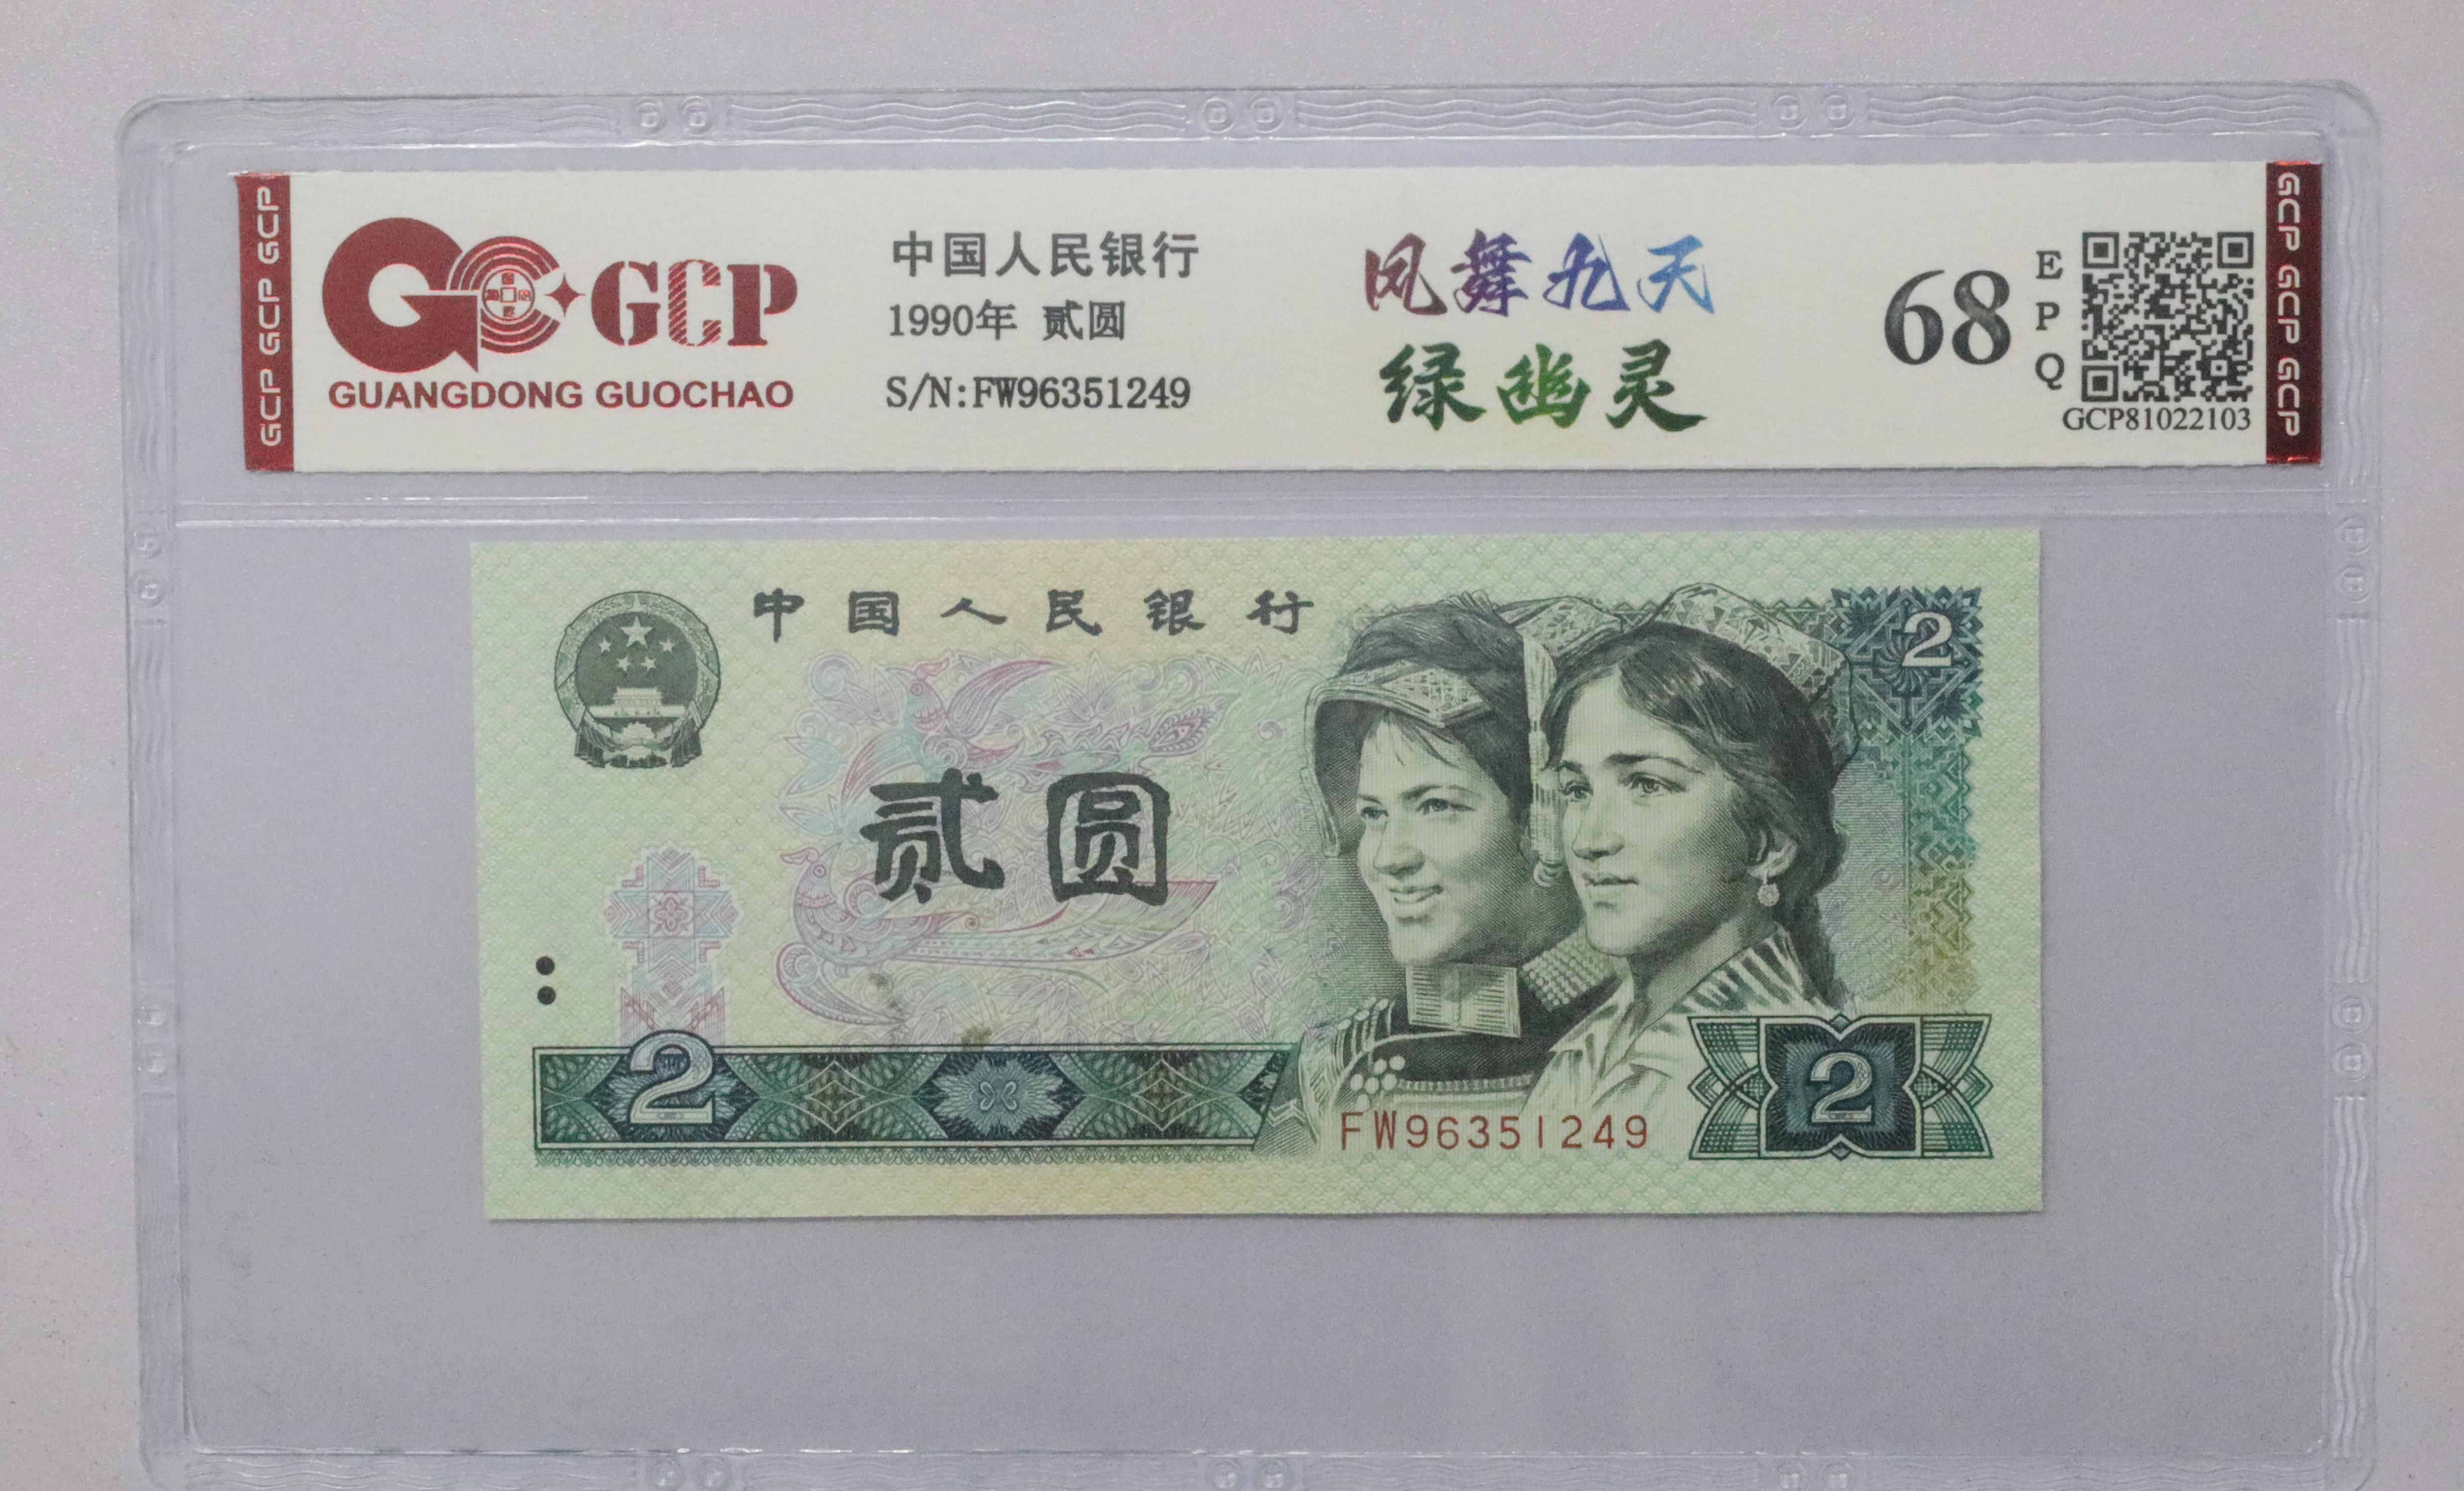 GCP GCP GCP GCP
GCP
GUANGDONG GUOCHAO
中国人民银行
1990年 贰圆
S/N:FW96351249
凤舞九天
绿幽灵
68
E
P
Q
GCP81022103
GCP GCP GCP GCP
中国人民银行
2
贰圆
2
FW96351249
2